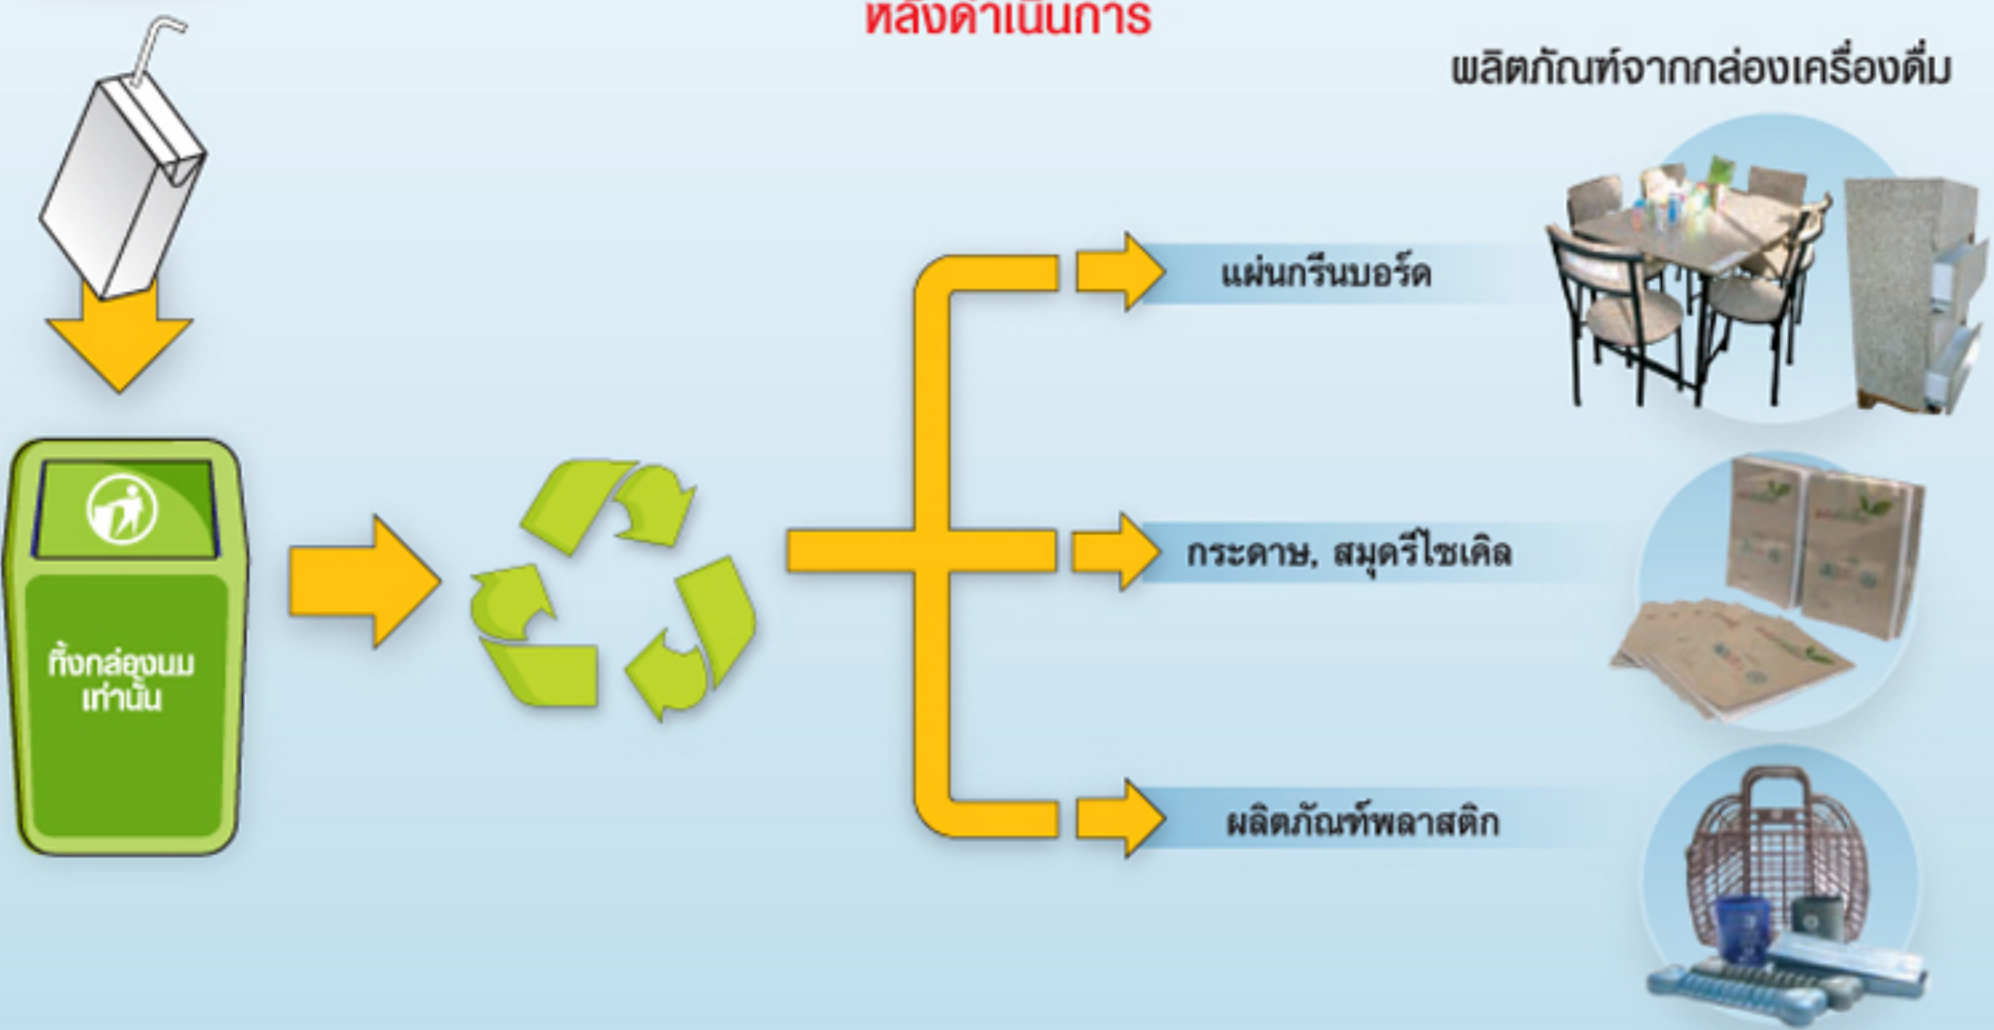 หลังดำเนินการ
ผลิตภัณฑ์จากกล่องเครื่องดื่ม
แผ่นกรีนบอร์ด
กระดาษ, สมุดรีไซเคิล
ทิ้งกล่องนม
เท่านั้น
ผลิตภัณฑ์พลาสติก